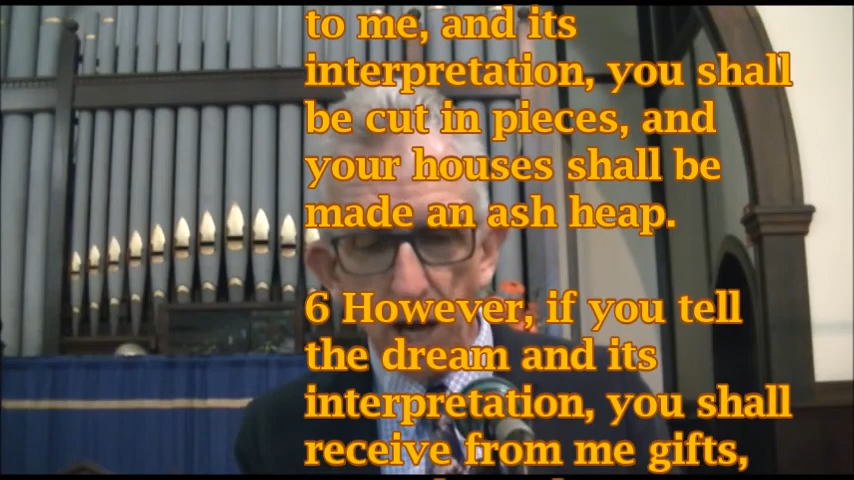 to me, and its
interpretation, you shall
be cut in pieces, and
your houses shall be
made an ash heap.
6 However, if you tell
the dream and its
interpretation, you shall
receive from me gifts,